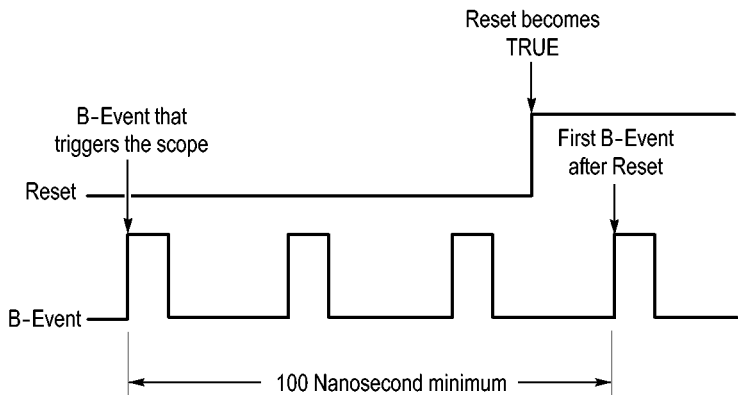 Reset becomes
TRUE
B-Event that
triggers the scope
First B-Event
after Reset
Reset
B-Event
100 Nanosecond minimum